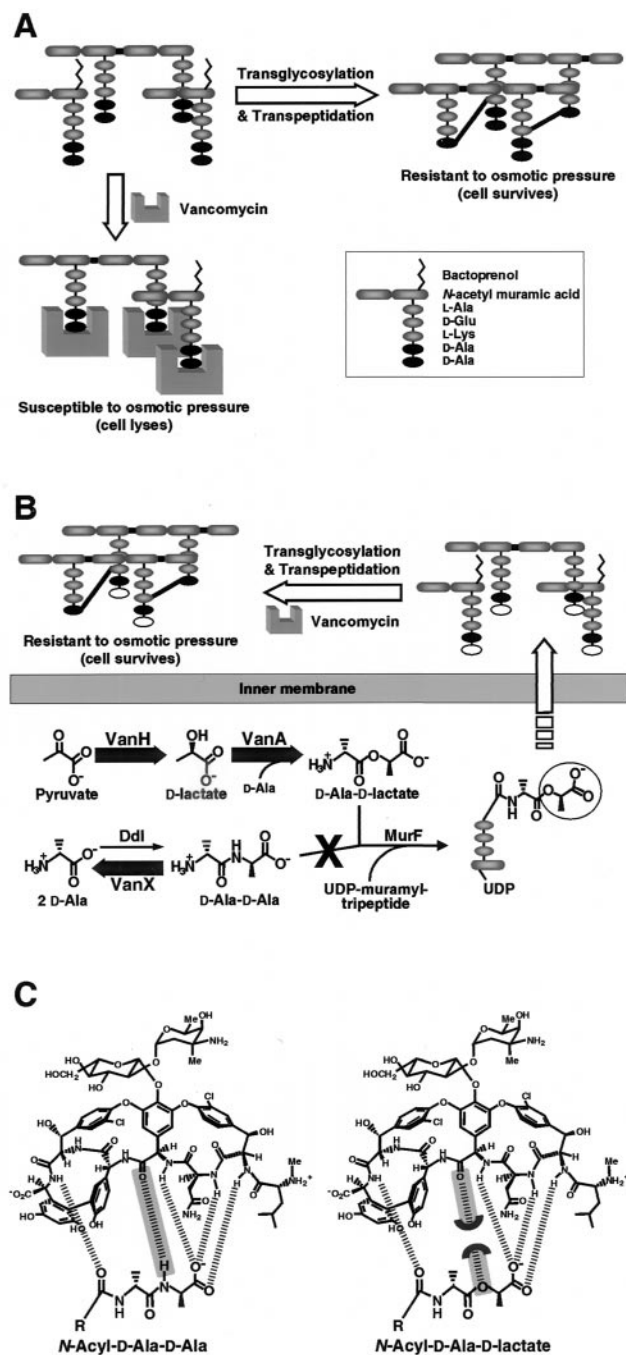 A
Transglycosylation
& Transpeptidation
Resistant to osmotic pressure
(cell survives)
Vancomycin
Susceptible to osmotic pressure
(cell lyses)
Bactoprenol
N-acetyl muramic acid
L-Ala
D-Glu
L-Lys
D-Ala
D-Ala
B
Transglycosylation
& Transpeptidation
Vancomycin
Resistant to osmotic pressure
(cell survives)
Inner membrane
VanH
VanA
Pyruvate
D-lactate
D-Ala
D-Ala-D-lactate
Ddl
VanX
2 D-Ala
D-Ala-D-Ala
X
MurF
UDP-muramyl-
tripeptide
UDP
C
N-Acyl-D-Ala-D-Ala
N-Acyl-D-Ala-D-lactate